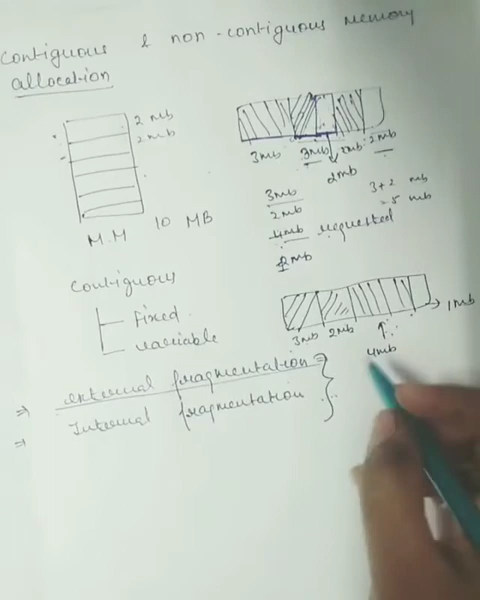 contiguous & non-contiguous memory
allocation
2 mb
2 mb
M.M 10 MB
3mb 3mb 2mb 2mb
2mb
3mb
2mb
4mb requested
2mb
3+2 mb
=5 mb
contiguous
Fixed
variable
3mb 2mb
1mb
4mb
⇒ external fragmentation ⇒
⇒ Internal fragmentation